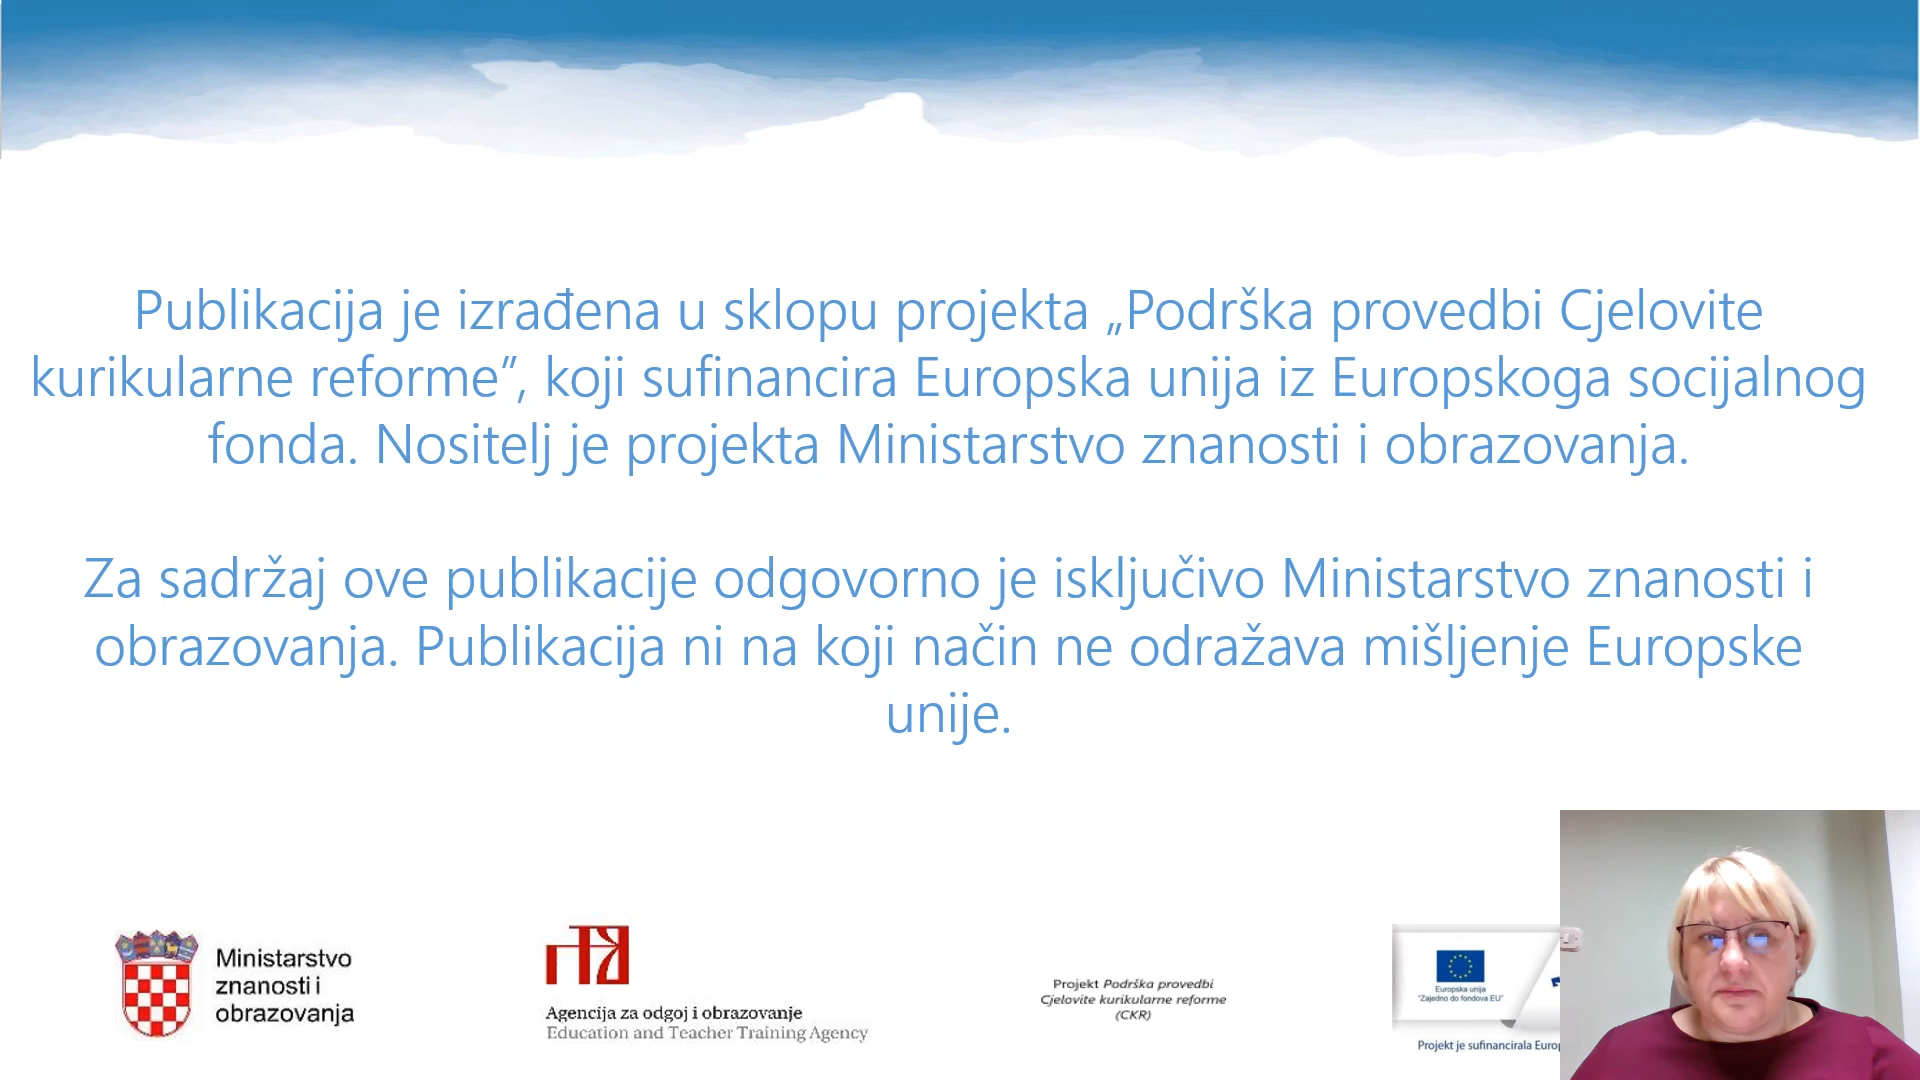 Publikacija je izrađena u sklopu projekta „Podrška provedbi Cjelovite
kurikularne reforme”, koji sufinancira Europska unija iz Europskoga socijalnog
fonda. Nositelj je projekta Ministarstvo znanosti i obrazovanja.
Za sadržaj ove publikacije odgovorno je isključivo Ministarstvo znanosti i
obrazovanja. Publikacija ni na koji način ne odražava mišljenje Europske
unije.
Ministarstvo
znanosti i
obrazovanja
Agencija za odgoj i obrazovanje
Education and Teacher Training Agency
Projekt Podrška provedbi
Cjelovite kurikularne reforme
(CKR)
Europska unija
"Zajedno do fondova EU"
Projekt je sufinancirala